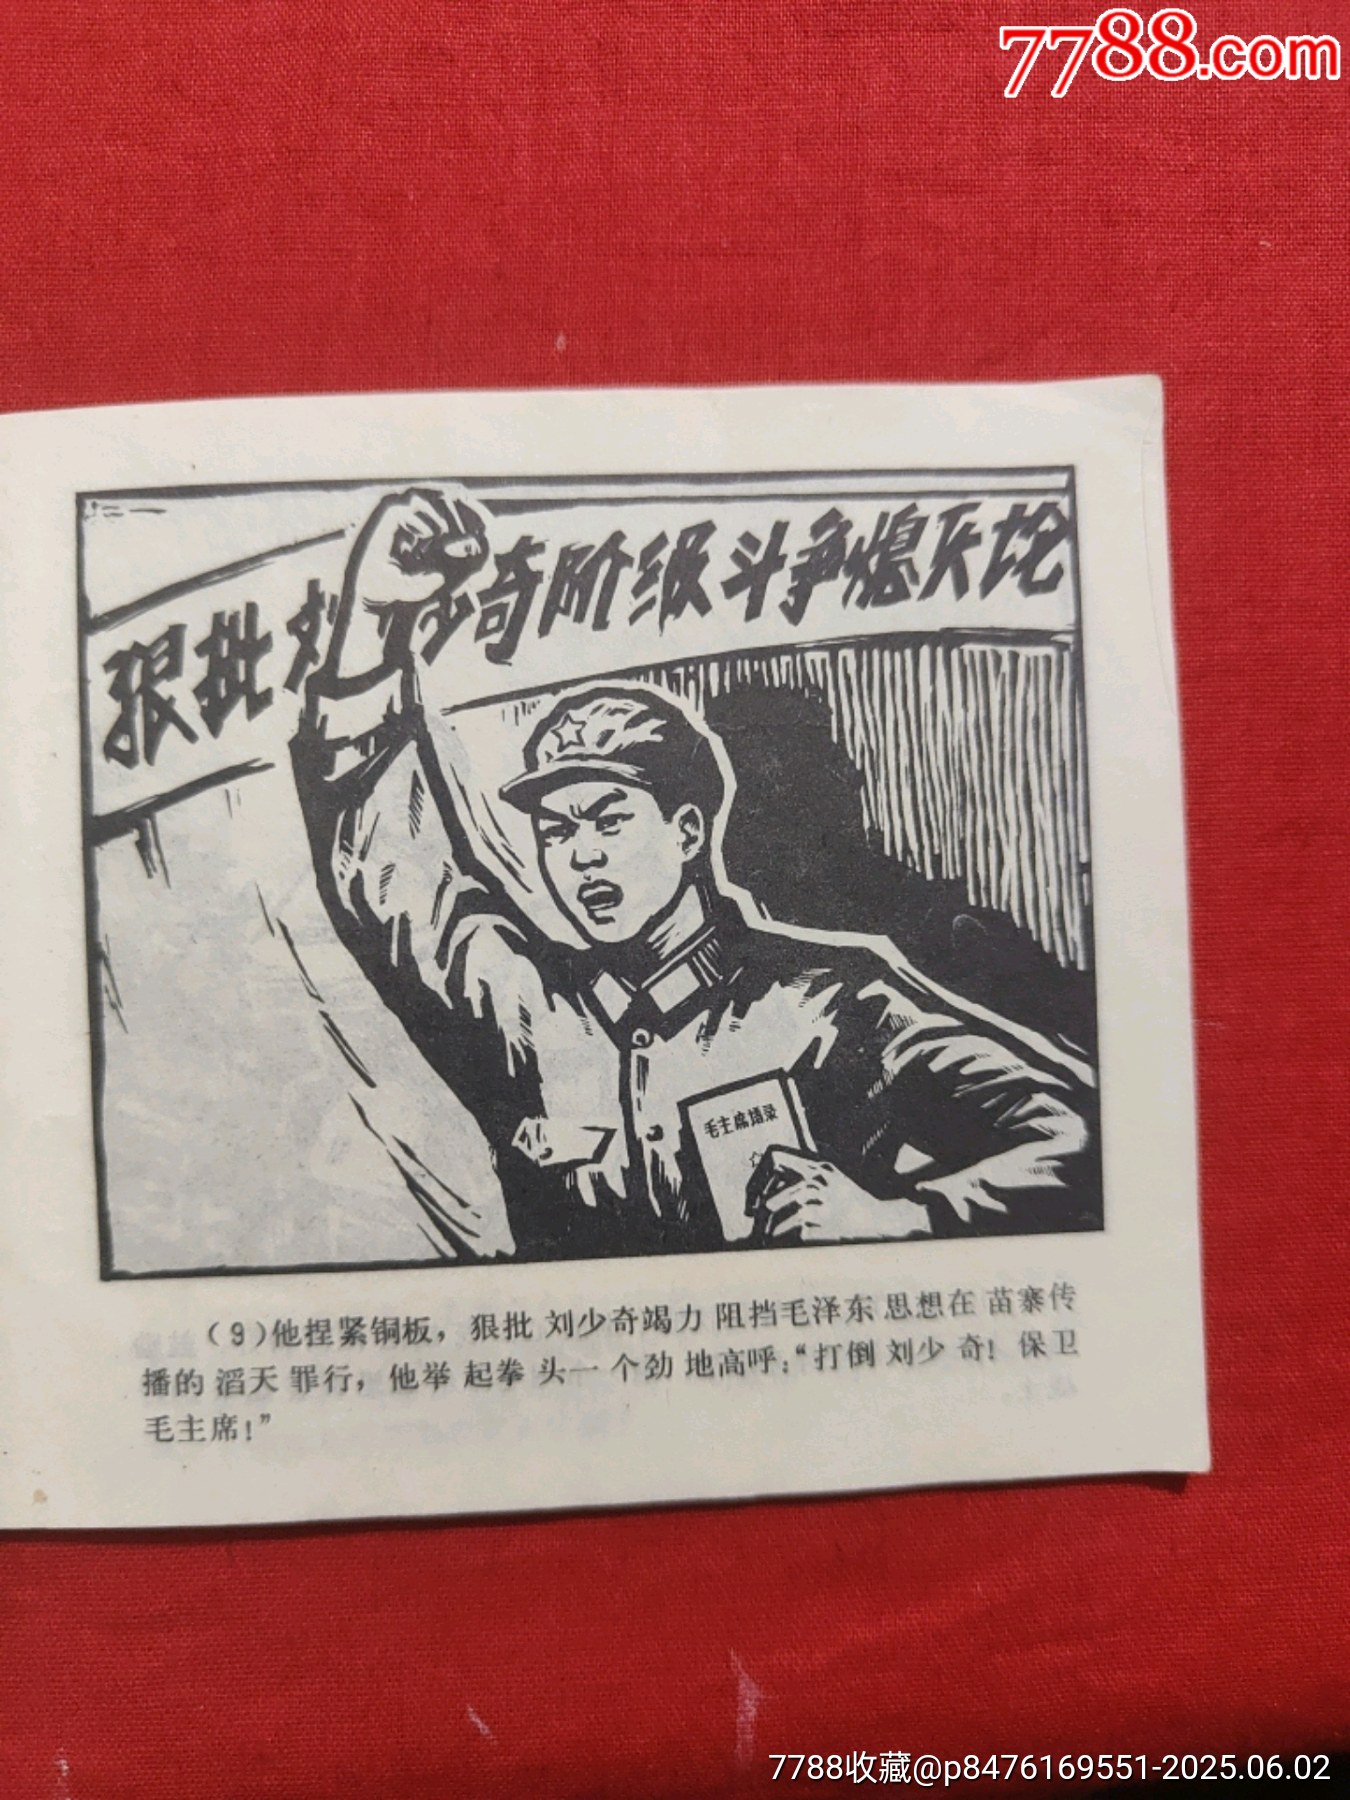 7788.com
狠批刘少奇阶级斗争熄灭论
毛主席语录
（9）他捏紧铜板，狠批刘少奇竭力阻挡毛泽东思想在苗寨传
播的滔天罪行，他举起拳头一个劲地高呼：“打倒刘少奇！保卫
毛主席！”
7788收藏@p8476169551-2025.06.02